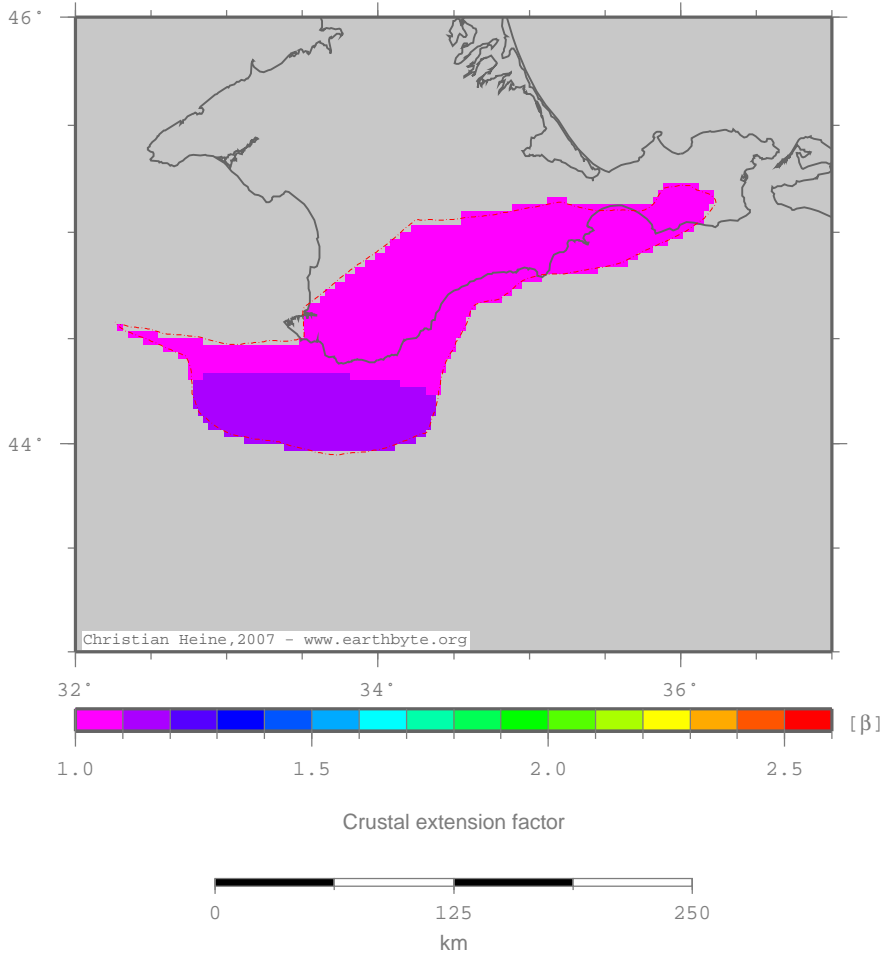 46°
44°
Christian Heine,2007 - www.earthbyte.org
32° 34° 36°
[β]
1.0 1.5 2.0 2.5
Crustal extension factor
0 125 250
km